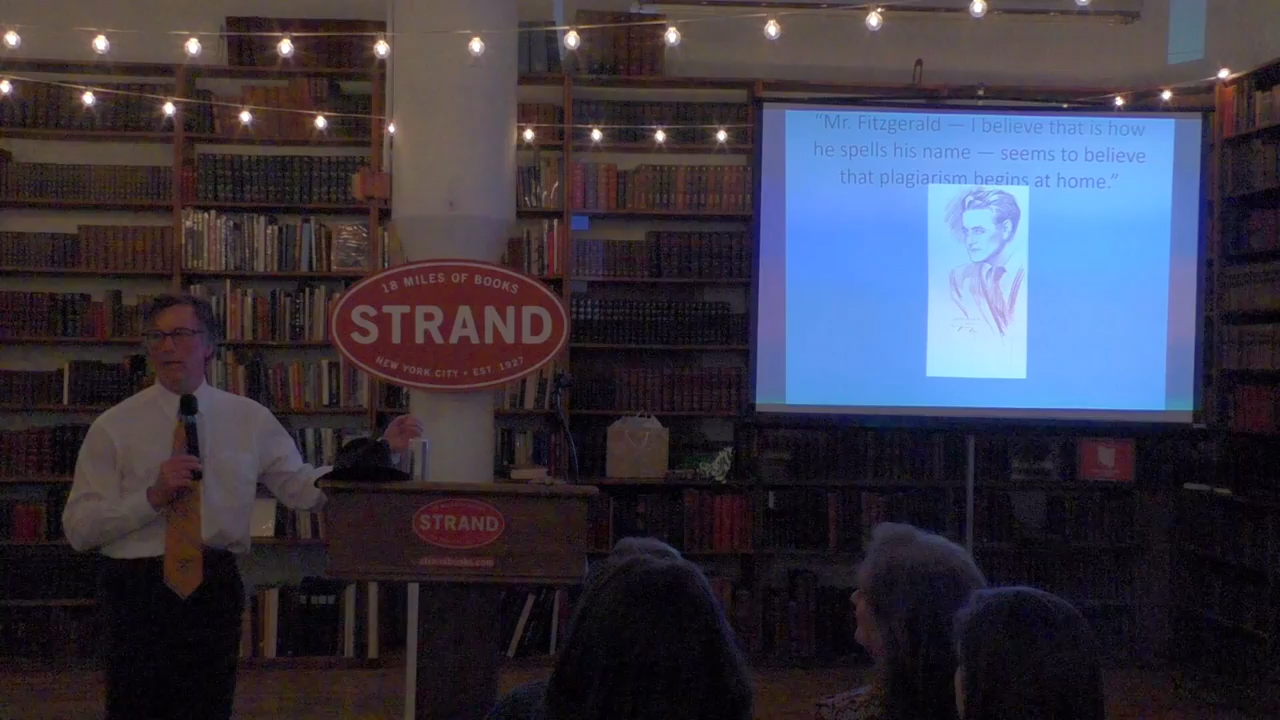 “Mr. Fitzgerald — I believe that is how
he spells his name — seems to believe
that plagiarism begins at home.”
18 MILES OF BOOKS
STRAND
NEW YORK CITY • EST. 1927
STRAND